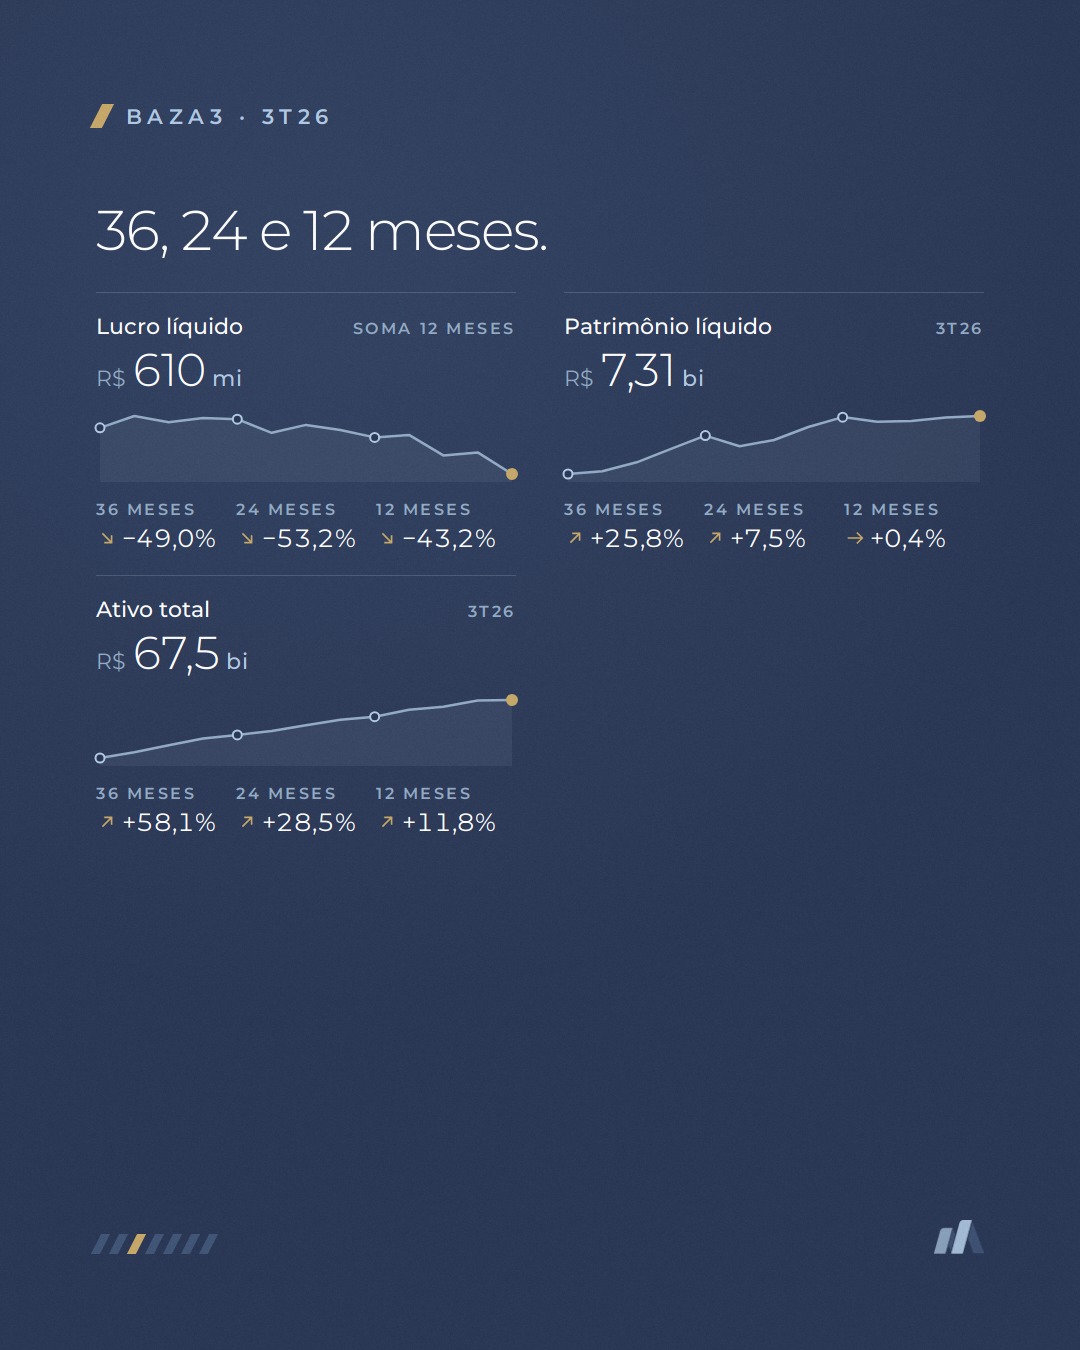 BAZA3 · 3T26
36, 24 e 12 meses.
Lucro líquido SOMA 12 MESES
R$ 610 mi
36 MESES 24 MESES 12 MESES
↘ −49,0% ↘ −53,2% ↘ −43,2%
Patrimônio líquido 3T26
R$ 7,31 bi
36 MESES 24 MESES 12 MESES
↗ +25,8% ↗ +7,5% → +0,4%
Ativo total 3T26
R$ 67,5 bi
36 MESES 24 MESES 12 MESES
↗ +58,1% ↗ +28,5% ↗ +11,8%